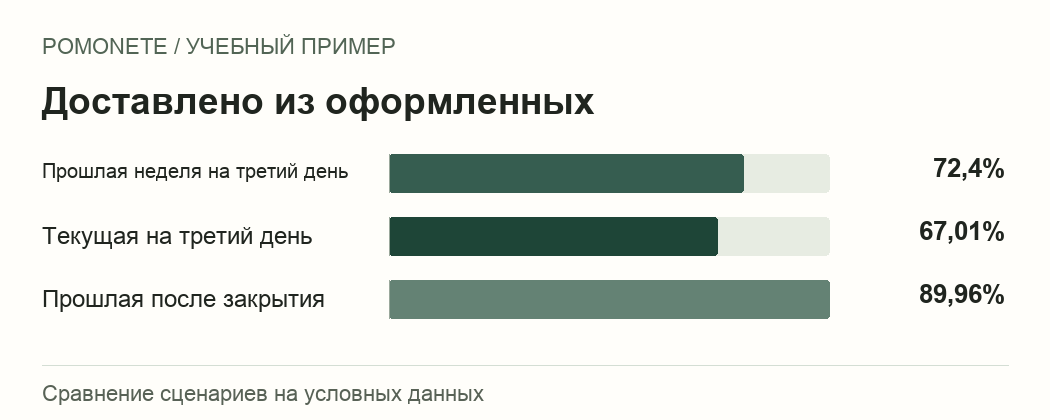 POMONETE / УЧЕБНЫЙ ПРИМЕР
Доставлено из оформленных
Прошлая неделя на третий день 72,4%
Текущая на третий день 67,01%
Прошлая после закрытия 89,96%
Сравнение сценариев на условных данных